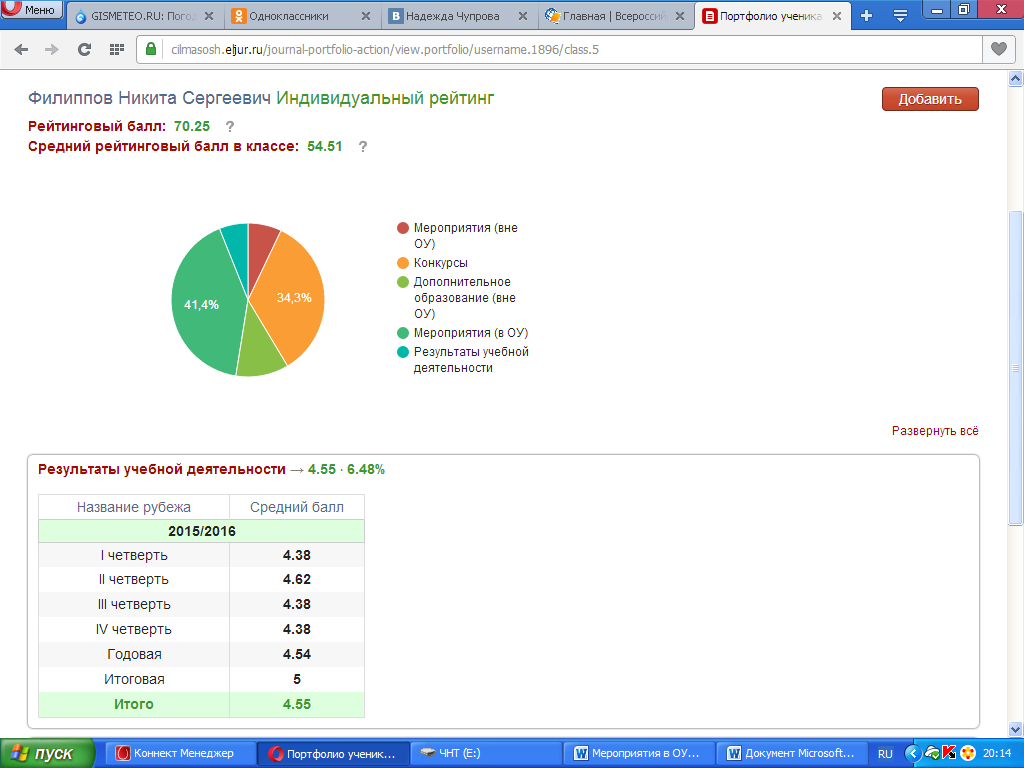 Меню
GISMETEO.RU: Погод
Одноклассники
Надежда Чупрова
Главная | Всероссий
Портфолио ученика
cilmasosh.eljur.ru/journal-portfolio-action/view.portfolio/username.1896/class.5
Филиппов Никита Сергеевич Индивидуальный рейтинг
Добавить
Рейтинговый балл: 70.25 ?
Средний рейтинговый балл в классе: 54.51 ?
41,4%
34,3%
Мероприятия (вне
ОУ)
Конкурсы
Дополнительное
образование (вне
ОУ)
Мероприятия (в ОУ)
Результаты учебной
деятельности
Развернуть всё
Результаты учебной деятельности → 4.55 · 6.48%
Название рубежа Средний балл
2015/2016
I четверть 4.38
II четверть 4.62
III четверть 4.38
IV четверть 4.38
Годовая 4.54
Итоговая 5
Итого 4.55
пуск
Коннект Менеджер
Портфолио ученик...
ЧНТ (E:)
Мероприятия в ОУ...
Документ Microsoft...
RU
20:14